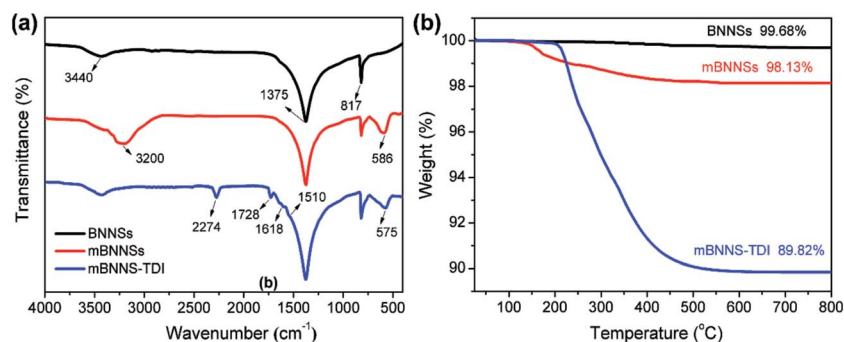 (a)
Transmittance (%)
3440
1375
817
3200
586
2274
1728
1618
1510
575
BNNSs
mBNNSs
mBNNS-TDI
(b)
4000 3500 3000 2500 2000 1500 1000 500
Wavenumber (cm⁻¹)
(b)
Weight (%)
100
98
96
94
92
90
BNNSs 99.68%
mBNNSs 98.13%
mBNNS-TDI 89.82%
100 200 300 400 500 600 700 800
Temperature (°C)